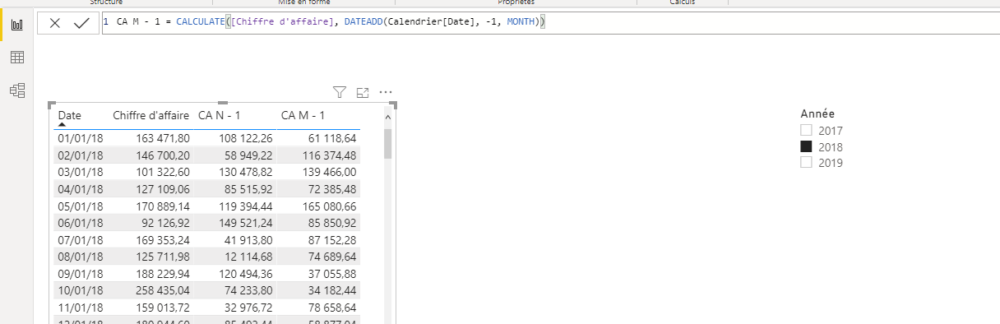 Structure Mise en forme Propriétés Calculs
1 CA M - 1 = CALCULATE([Chiffre d'affaire], DATEADD(Calendrier[Date], -1, MONTH))
Date Chiffre d'affaire CA N - 1 CA M - 1
01/01/18 163 471,80 108 122,26 61 118,64
02/01/18 146 700,20 58 949,22 116 374,48
03/01/18 101 322,60 130 478,82 139 466,00
04/01/18 127 109,06 85 515,92 72 385,48
05/01/18 170 889,14 119 394,44 165 080,66
06/01/18 92 126,92 149 521,24 85 850,92
07/01/18 169 353,24 41 913,80 87 152,28
08/01/18 125 711,98 12 114,68 74 689,64
09/01/18 188 229,94 120 494,36 37 055,88
10/01/18 258 435,04 74 233,80 34 182,44
11/01/18 159 013,72 32 976,72 78 658,64
Année
2017
2018
2019